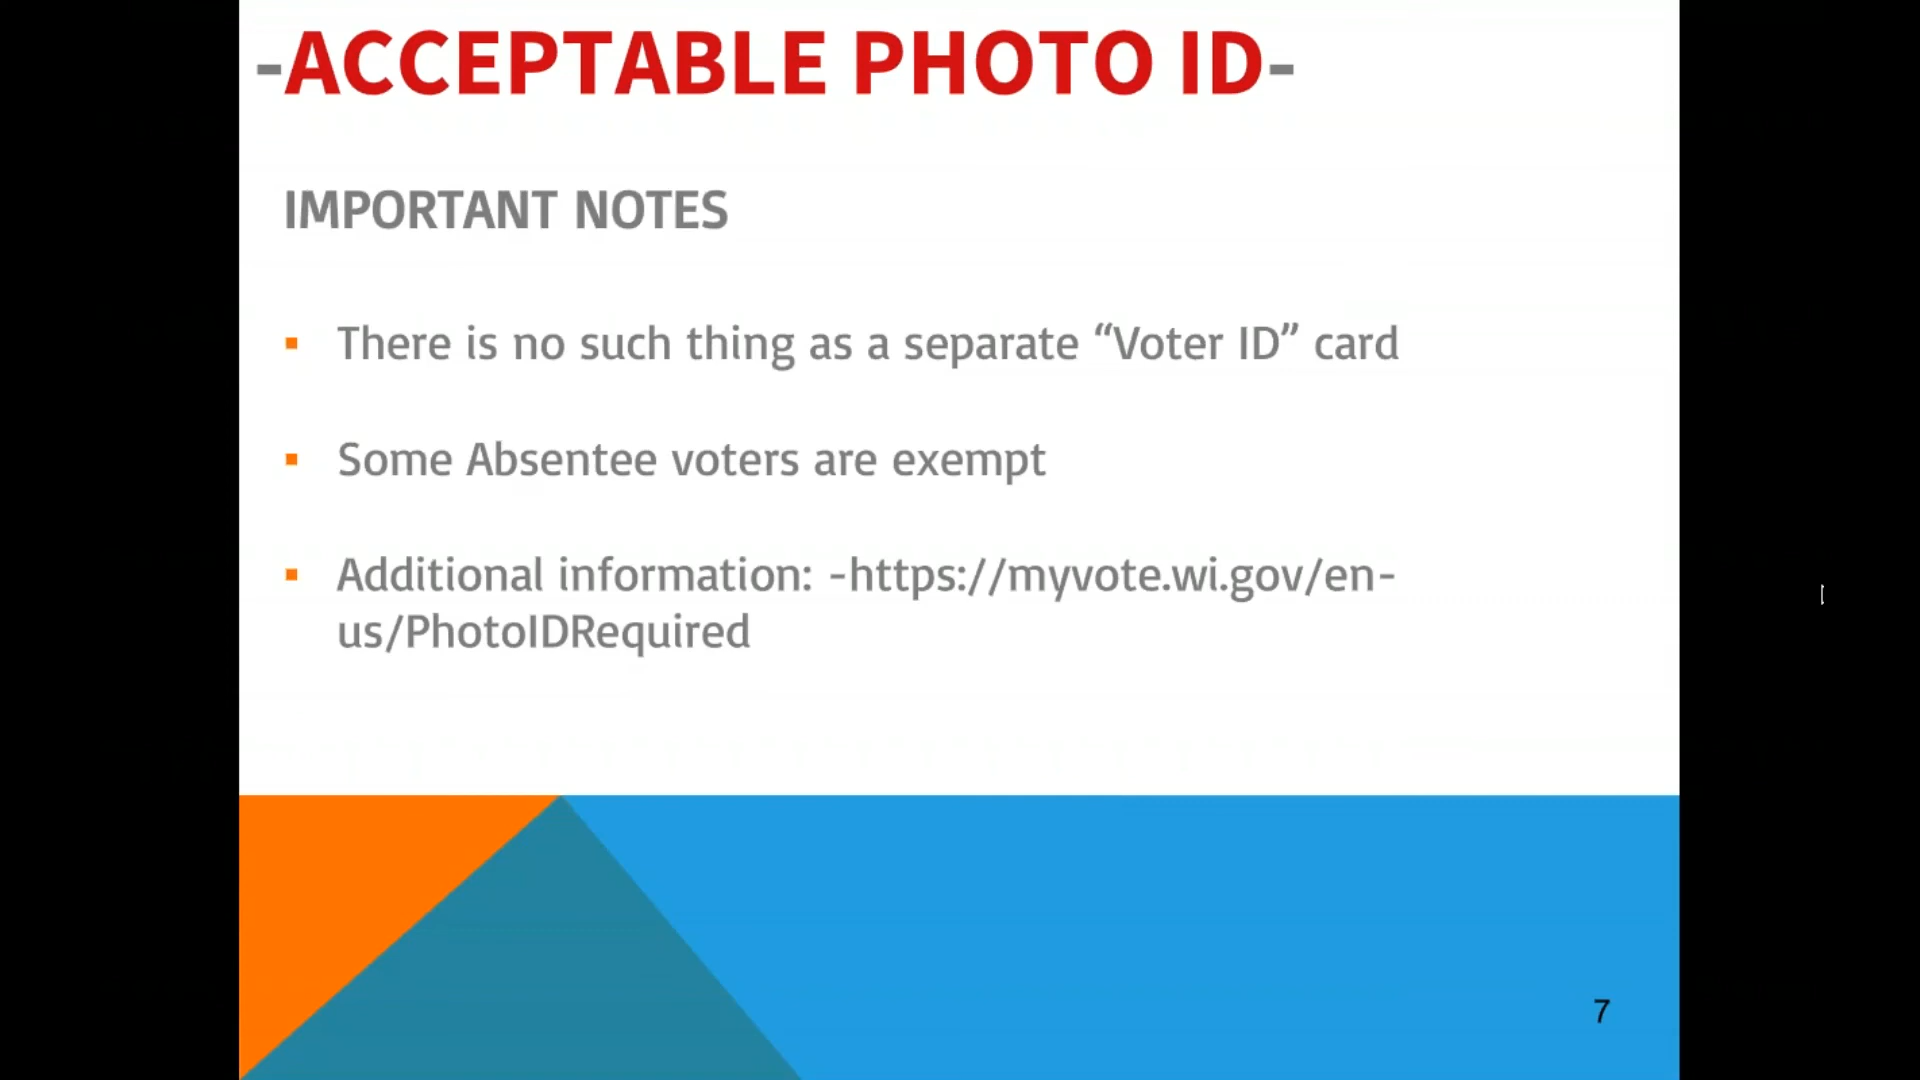 -ACCEPTABLE PHOTO ID-
IMPORTANT NOTES
▪ There is no such thing as a separate “Voter ID” card
▪ Some Absentee voters are exempt
▪ Additional information: -https://myvote.wi.gov/en-
us/PhotoIDRequired
7